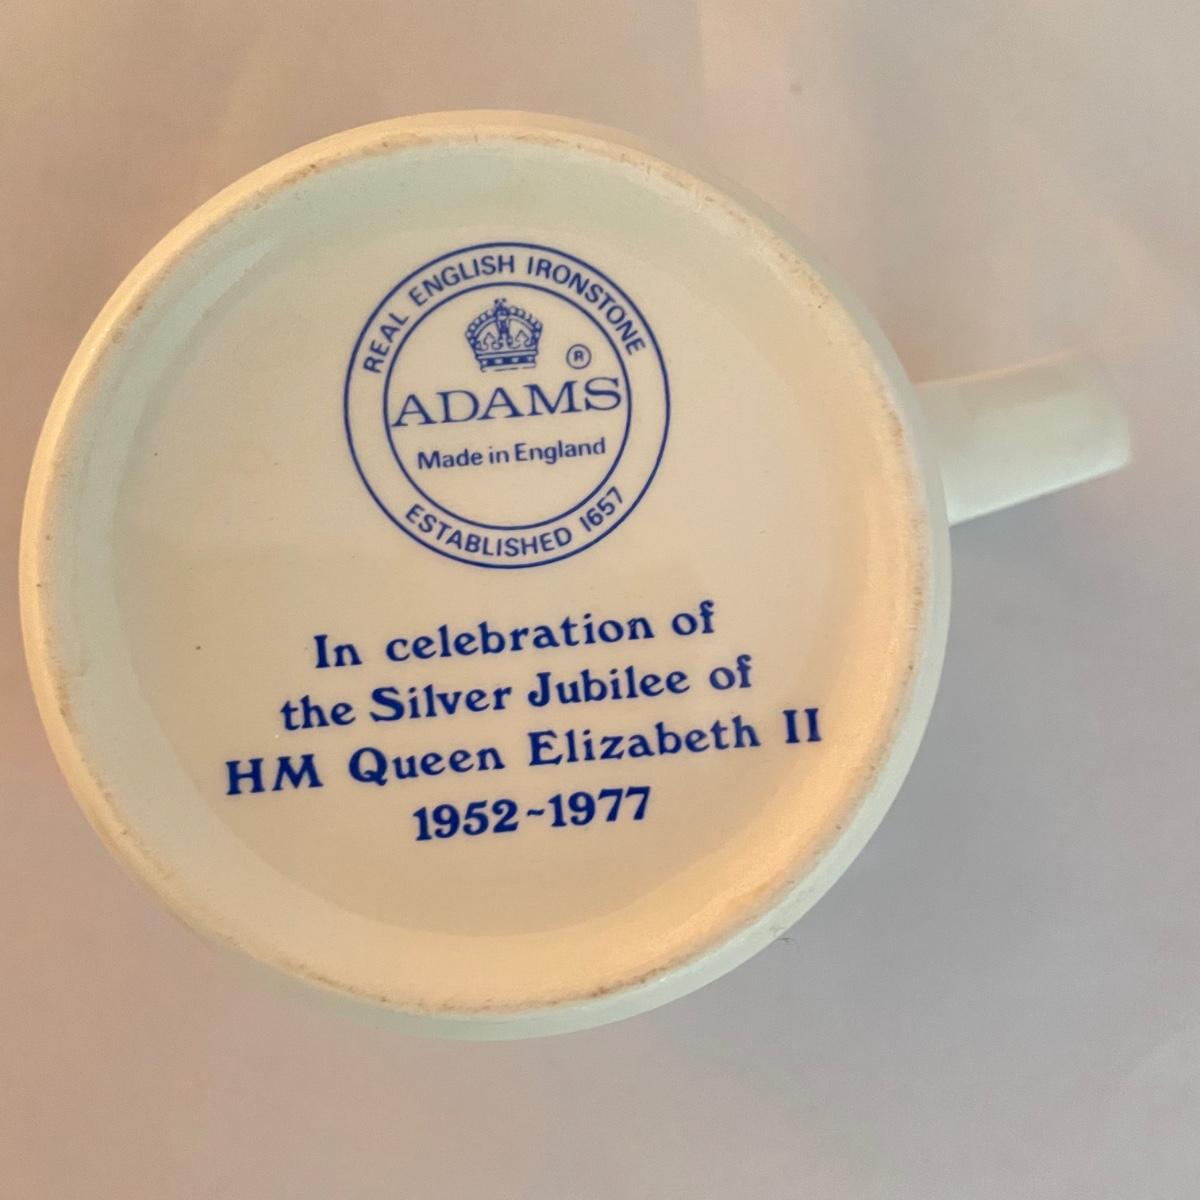 REAL ENGLISH IRONSTONE
®
ADAMS
Made in England
ESTABLISHED 1657
In celebration of
the Silver Jubilee of
HM Queen Elizabeth II
1952~1977